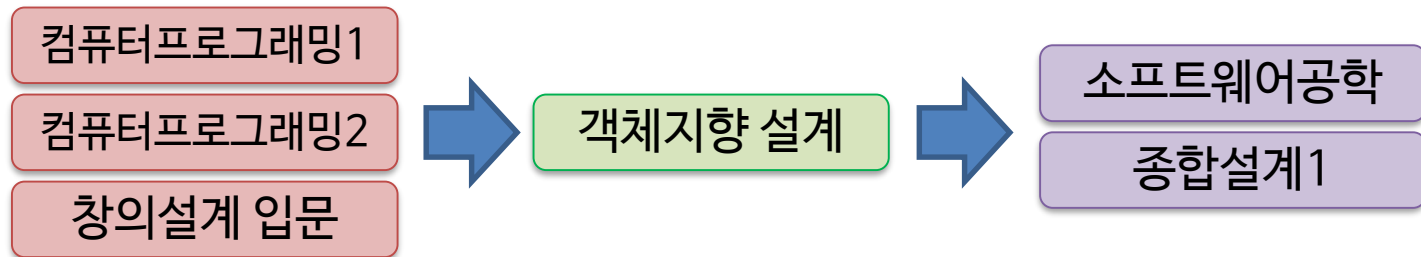 컴퓨터프로그래밍1
컴퓨터프로그래밍2
창의설계 입문
객체지향 설계
소프트웨어공학
종합설계1